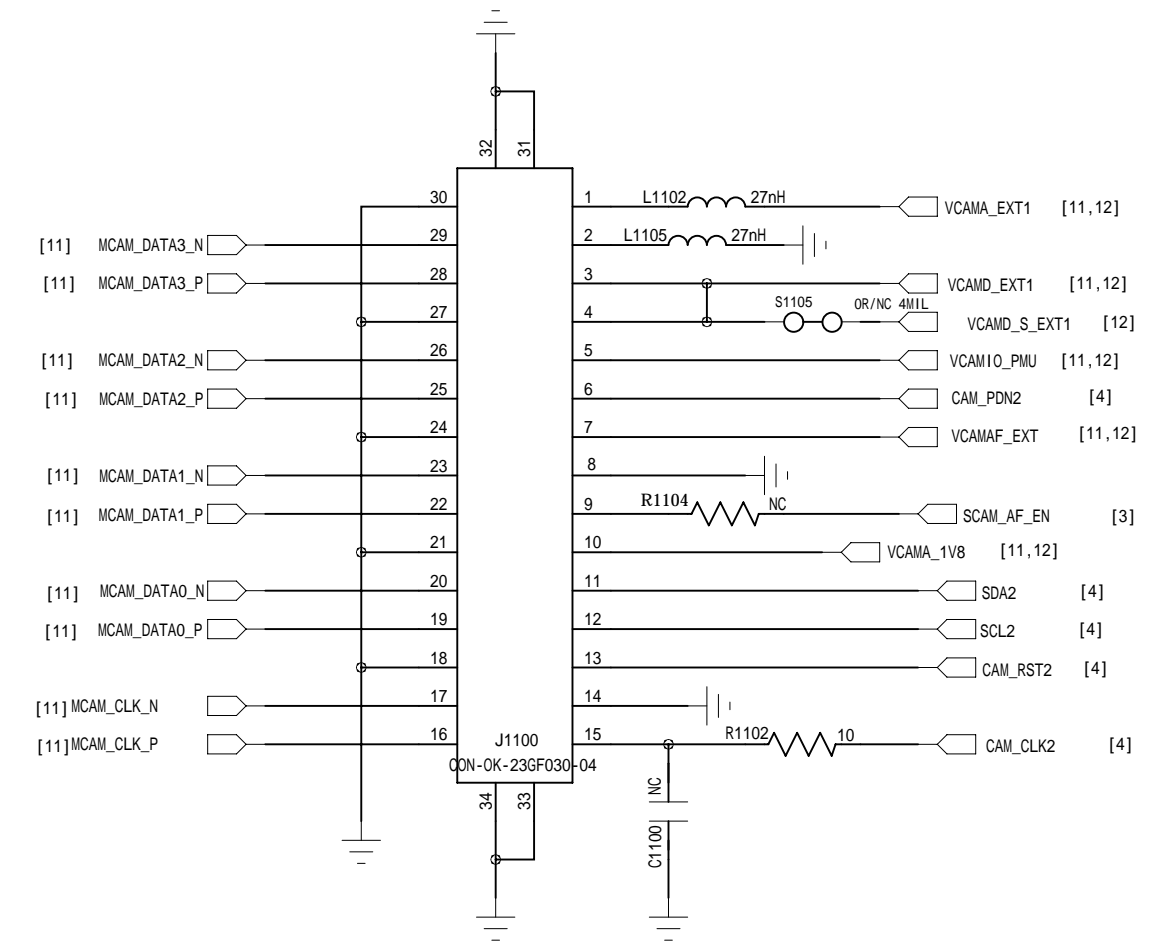 32 31
30 1 L1102 27nH VCAMA_EXT1 [11,12]
[11] MCAM_DATA3_N 29 2 L1105 27nH
[11] MCAM_DATA3_P 28 3 VCAMD_EXT1 [11,12]
27 4 S1105 0R/NC 4MIL VCAMD_S_EXT1 [12]
[11] MCAM_DATA2_N 26 5 VCAMIO_PMU [11,12]
[11] MCAM_DATA2_P 25 6 CAM_PDN2 [4]
24 7 VCAMAF_EXT [11,12]
[11] MCAM_DATA1_N 23 8
[11] MCAM_DATA1_P 22 9 R1104 NC SCAM_AF_EN [3]
21 10 VCAMA_1V8 [11,12]
[11] MCAM_DATA0_N 20 11 SDA2 [4]
[11] MCAM_DATA0_P 19 12 SCL2 [4]
18 13 CAM_RST2 [4]
[11] MCAM_CLK_N 17 14
[11] MCAM_CLK_P 16 15 R1102 10 CAM_CLK2 [4]
J1100
CON-OK-23GF030-04
34 33
C1100 NC